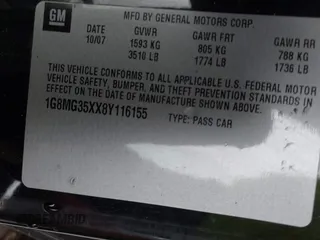 GM
MFD BY GENERAL MOTORS CORP.
DATE GVWR GAWR FRT GAWR RR
10/07 1593 KG 805 KG 788 KG
3510 LB 1774 LB 1736 LB
THIS VEHICLE CONFORMS TO ALL APPLICABLE U.S. FEDERAL MOTOR
VEHICLE SAFETY, BUMPER, AND THEFT PREVENTION STANDARDS IN
EFFECT ON THE DATE OF MANUFACTURE SHOWN ABOVE.
1G8MG35XX8Y116155 TYPE: PASS CAR